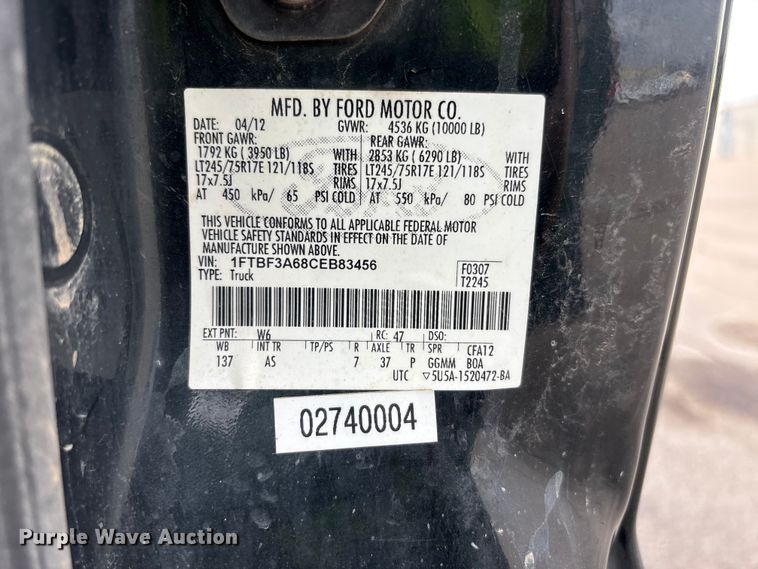 MFD. BY FORD MOTOR CO.
DATE: 04/12 GVWR: 4536 KG (10000 LB)
FRONT GAWR: REAR GAWR:
1792 KG (3950 LB) WITH 2853 KG (6290 LB) WITH
LT245/75R17E 121/118S TIRES LT245/75R17E 121/118S TIRES
17x7.5J RIMS 17x7.5J RIMS
AT 450 kPa/ 65 PSI COLD AT 550 kPa/ 80 PSI COLD
THIS VEHICLE CONFORMS TO ALL APPLICABLE FEDERAL MOTOR
VEHICLE SAFETY STANDARDS IN EFFECT ON THE DATE OF
MANUFACTURE SHOWN ABOVE.
VIN: 1FTBF3A68CEB83456 F0307
TYPE: Truck T2245
EXT PNT: W6 RC: 47 DSO:
WB INT TR TP/PS R AXLE TR SPR CFA12
137 AS 7 37 P GGMM BOA
UTC ▽5U5A-1520472-BA
02740004
Purple Wave Auction